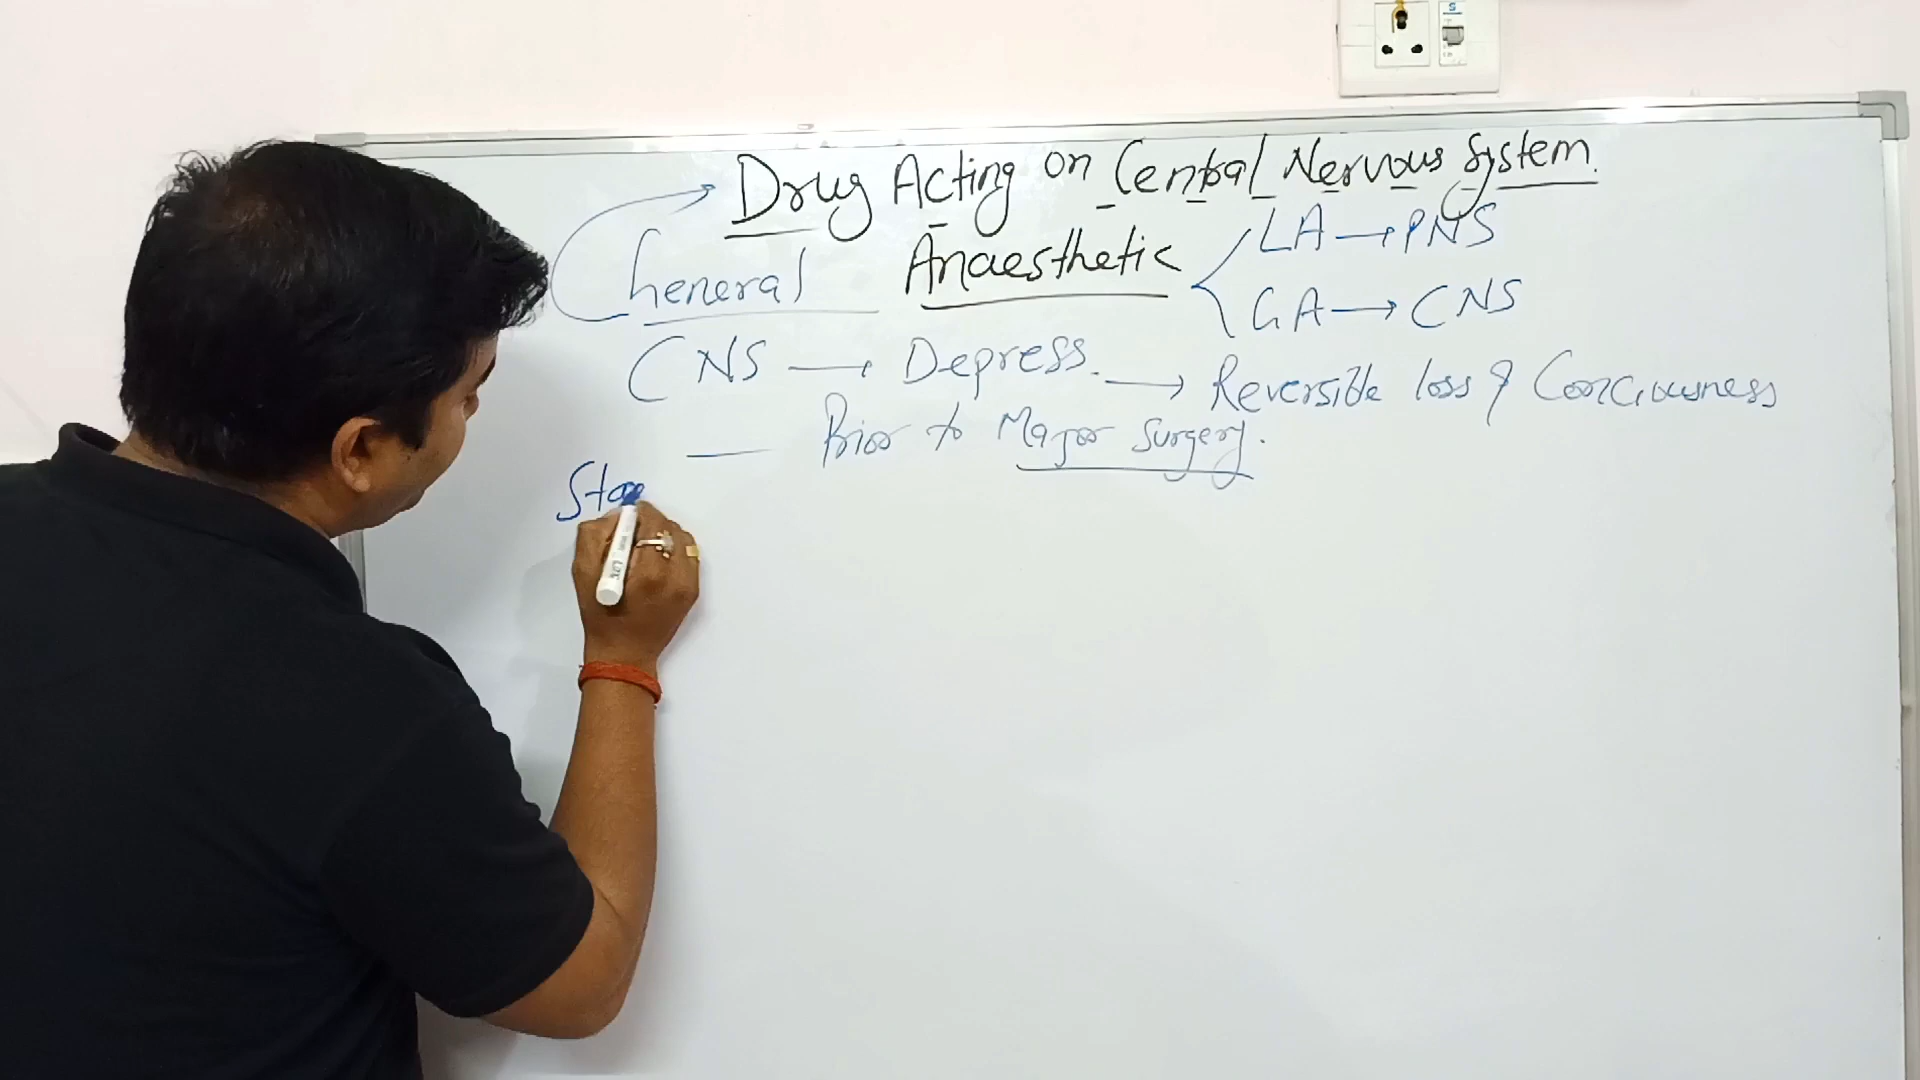 Drug Acting on Central Nervous System.
General Anaesthetic
LA → PNS
GA → CNS
CNS → Depress. → Reversible loss of Conciousness
— Prior to Major Surgery.
Sta